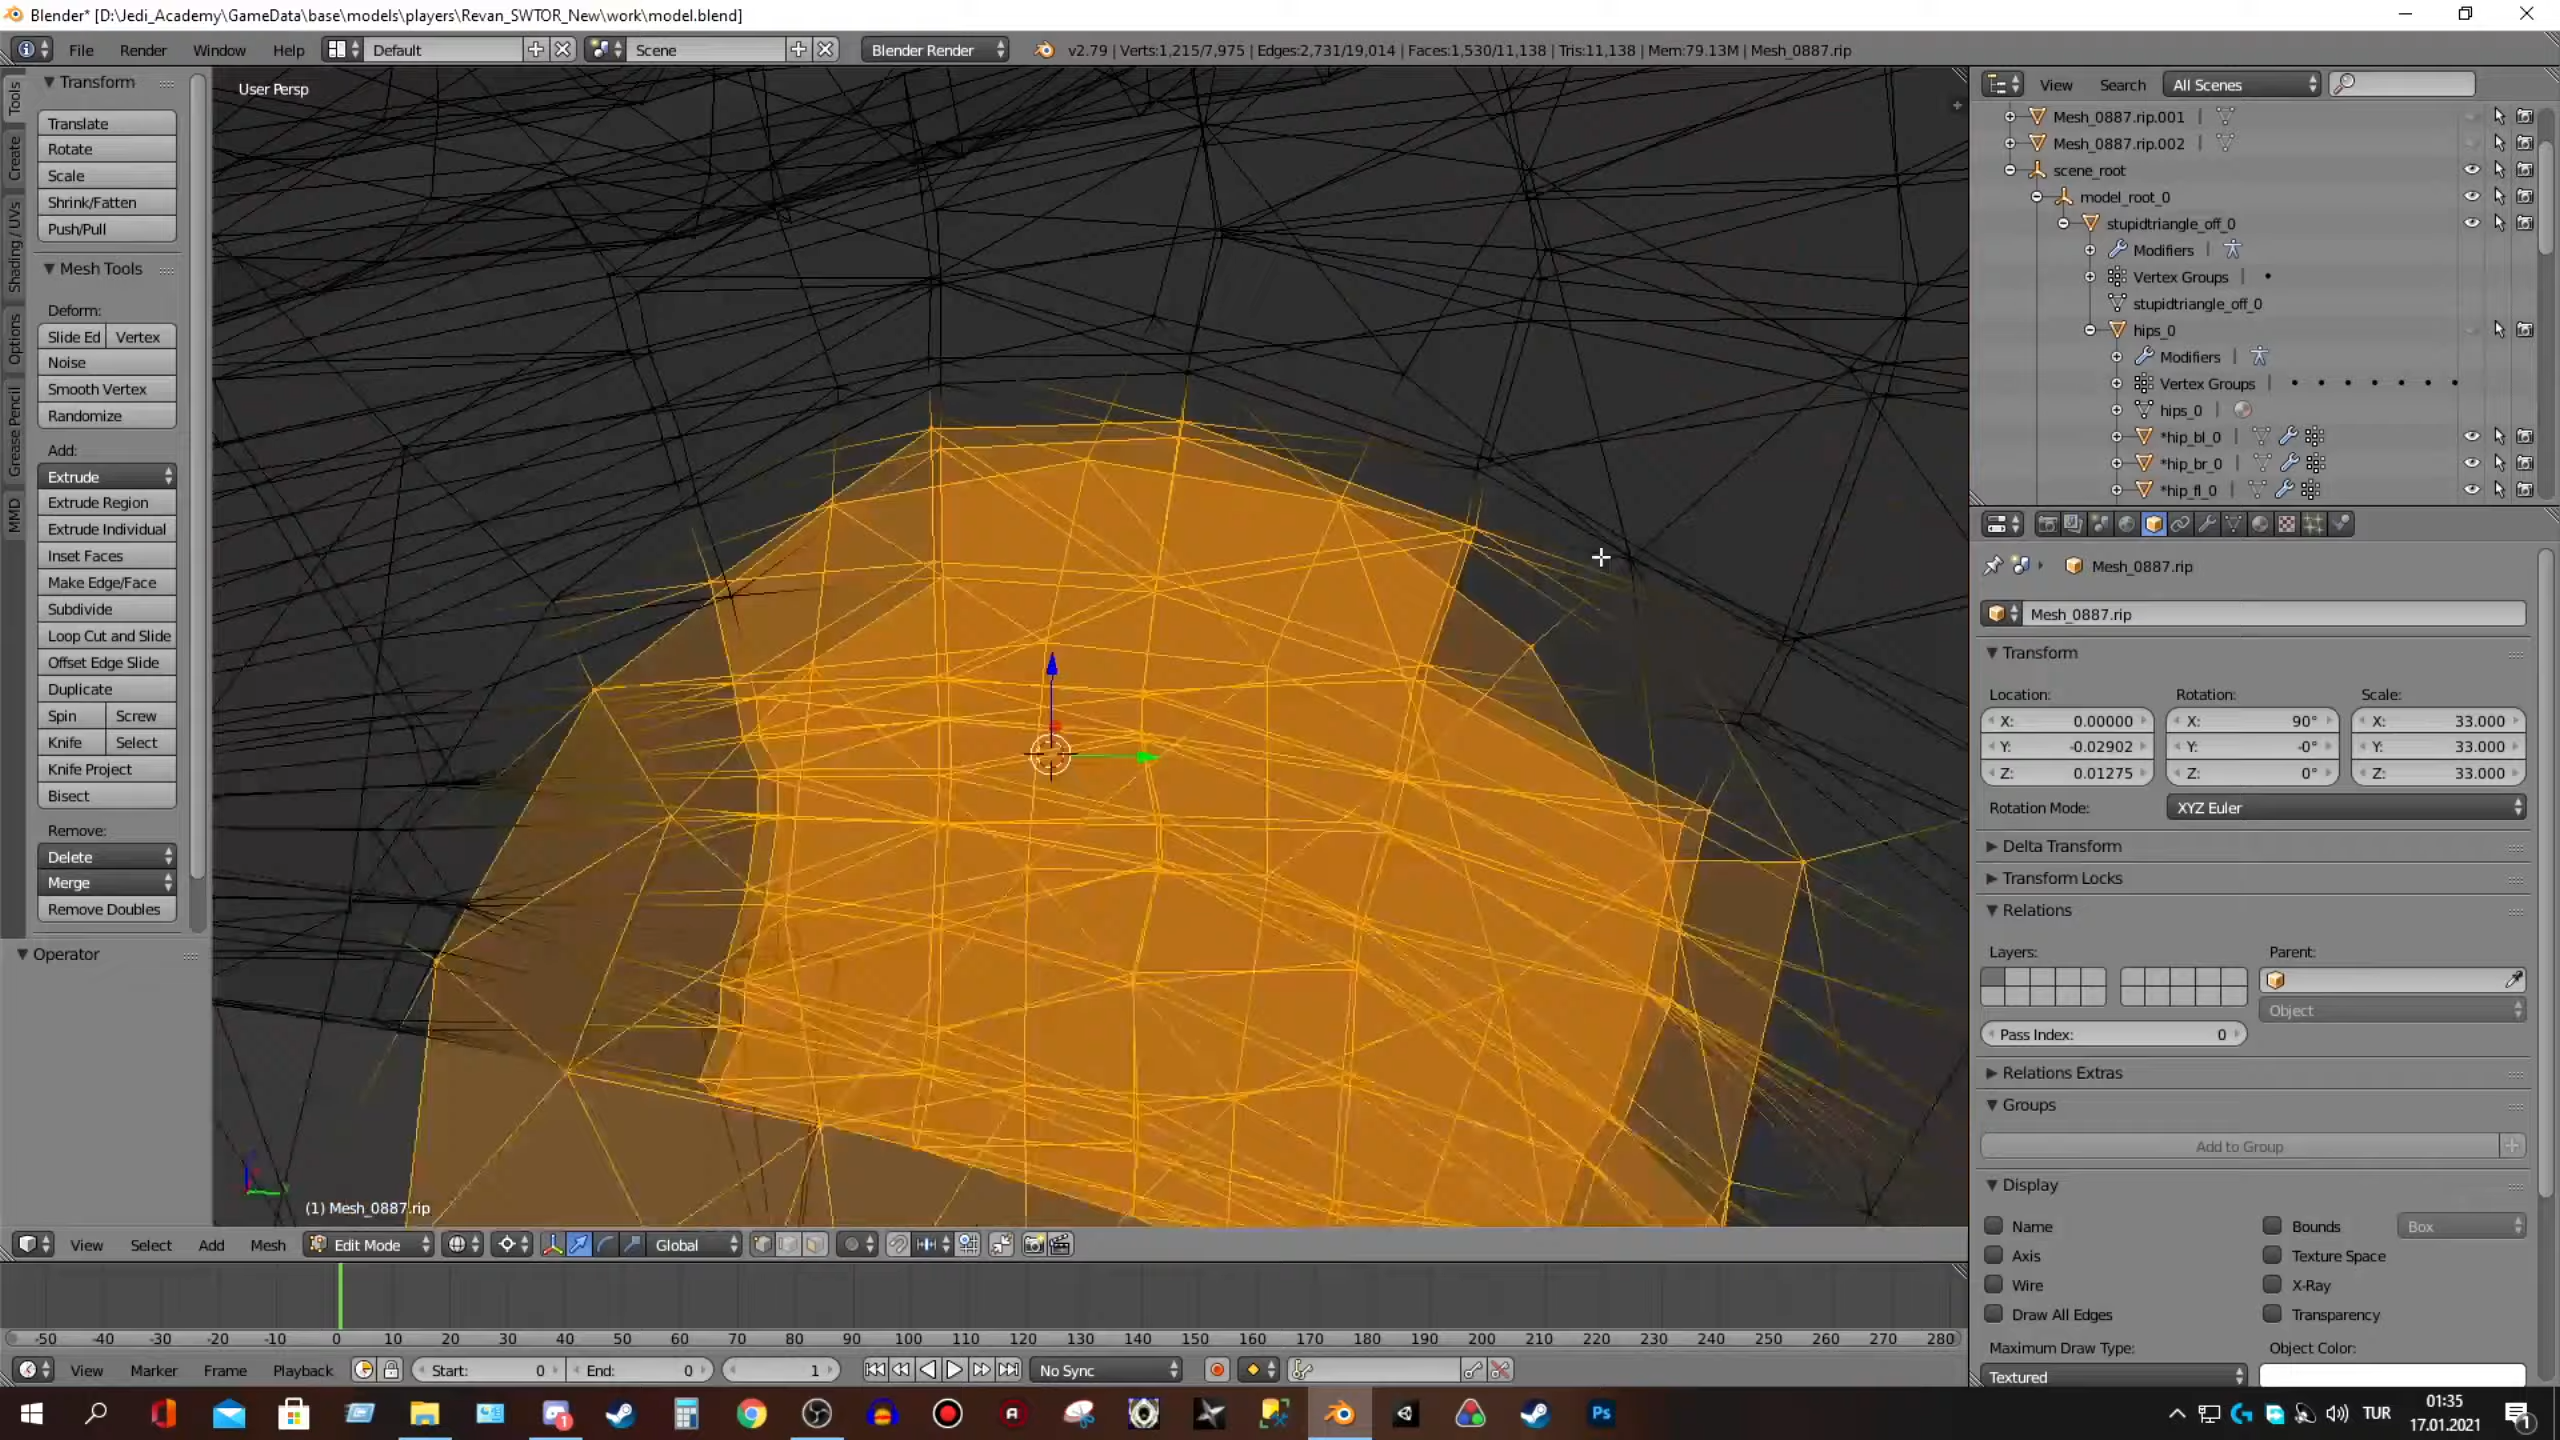 Blender* [D:\Jedi_Academy\GameData\base\models\players\Revan_SWTOR_New\work\model.blend]
File Render Window Help Default Scene Blender Render v2.79 | Verts:1,215/7,975 | Edges:2,731/19,014 | Faces:1,530/11,138 | Tris:11,138 | Mem:79.13M | Mesh_0887.rip
Tools
Create
Shading / UVs
Options
Grease Pencil
MMD
Transform
Translate
Rotate
Scale
Shrink/Fatten
Push/Pull
Mesh Tools
Deform:
Slide Ed Vertex
Noise
Smooth Vertex
Randomize
Add:
Extrude
Extrude Region
Extrude Individual
Inset Faces
Make Edge/Face
Subdivide
Loop Cut and Slide
Offset Edge Slide
Duplicate
Spin Screw
Knife Select
Knife Project
Bisect
Remove:
Delete
Merge
Remove Doubles
Operator
User Persp
(1) Mesh_0887.rip
View Select Add Mesh Edit Mode Global
View Search All Scenes
Mesh_0887.rip.001
Mesh_0887.rip.002
scene_root
model_root_0
stupidtriangle_off_0
Modifiers
Vertex Groups
stupidtriangle_off_0
hips_0
Modifiers
Vertex Groups
hips_0
*hip_bl_0
*hip_br_0
*hip_fl_0
Mesh_0887.rip
Mesh_0887.rip
Transform
Location: Rotation: Scale:
X: 0.00000 X: 90° X: 33.000
Y: -0.02902 Y: -0° Y: 33.000
Z: 0.01275 Z: 0° Z: 33.000
Rotation Mode: XYZ Euler
Delta Transform
Transform Locks
Relations
Layers: Parent:
Object
Pass Index: 0
Relations Extras
Groups
Add to Group
Display
Name Bounds Box
Axis Texture Space
Wire X-Ray
Draw All Edges Transparency
Maximum Draw Type: Object Color:
Textured
-50 -40 -30 -20 -10 0 10 20 30 40 50 60 70 80 90 100 110 120 130 140 150 160 170 180 190 200 210 220 230 240 250 260 270 280
View Marker Frame Playback Start: 0 End: 0 1 No Sync
1 Ps TUR 01:35
17.01.2021 1